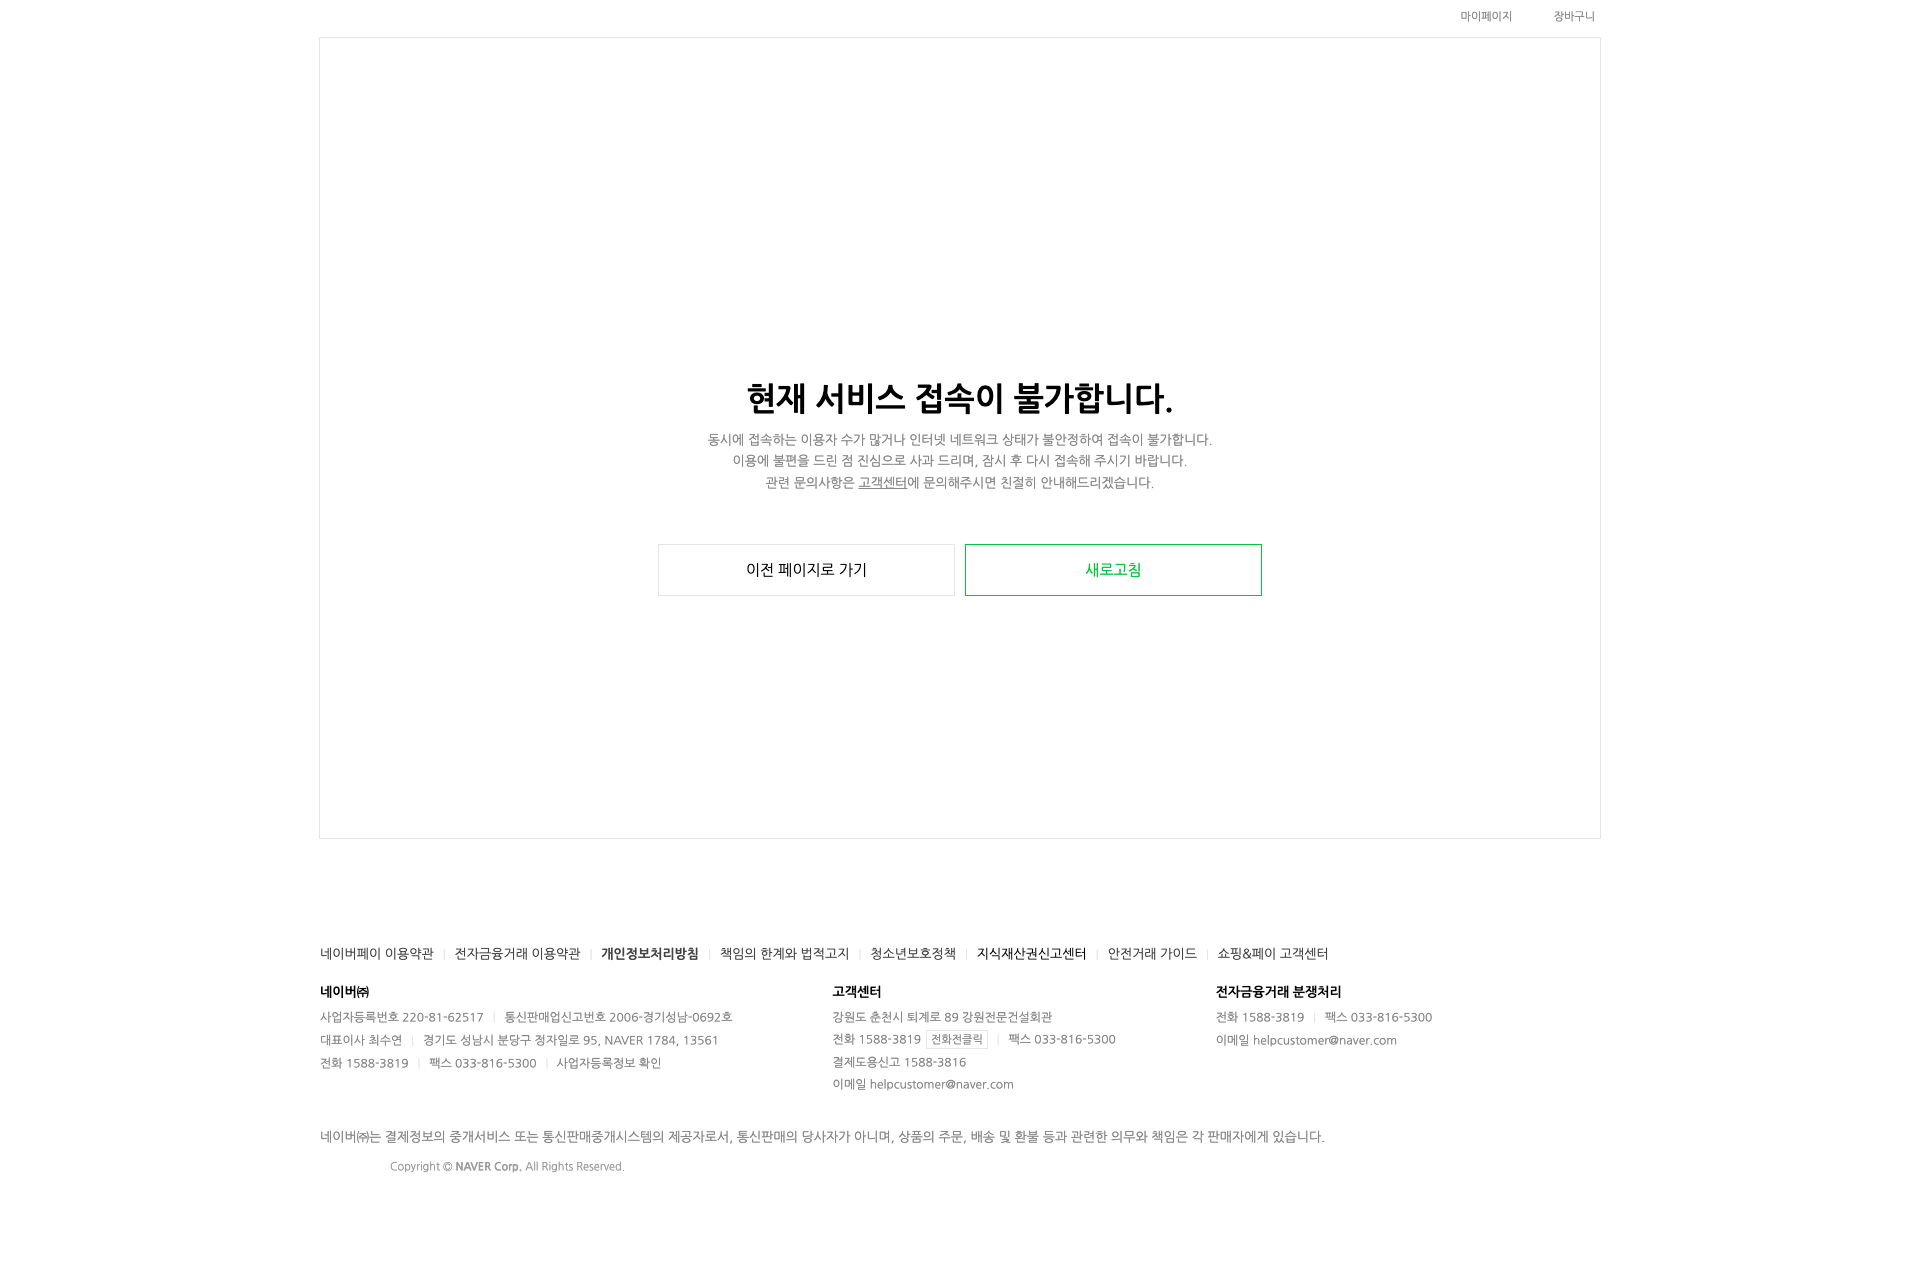 마이페이지 장바구니
현재 서비스 접속이 불가합니다.
동시에 접속하는 이용자 수가 많거나 인터넷 네트워크 상태가 불안정하여 접속이 불가합니다.
이용에 불편을 드린 점 진심으로 사과 드리며, 잠시 후 다시 접속해 주시기 바랍니다.
관련 문의사항은 고객센터에 문의해주시면 친절히 안내해드리겠습니다.
이전 페이지로 가기 새로고침
네이버페이 이용약관 전자금융거래 이용약관 개인정보처리방침 책임의 한계와 법적고지 청소년보호정책 지식재산권신고센터 안전거래 가이드 쇼핑&페이 고객센터
네이버㈜
사업자등록번호 220-81-62517 통신판매업신고번호 2006-경기성남-0692호
대표이사 최수연 경기도 성남시 분당구 정자일로 95, NAVER 1784, 13561
전화 1588-3819 팩스 033-816-5300 사업자등록정보 확인
고객센터
강원도 춘천시 퇴계로 89 강원전문건설회관
전화 1588-3819 전화전클릭 팩스 033-816-5300
결제도용신고 1588-3816
이메일 helpcustomer@naver.com
전자금융거래 분쟁처리
전화 1588-3819 팩스 033-816-5300
이메일 helpcustomer@naver.com
네이버㈜는 결제정보의 중개서비스 또는 통신판매중개시스템의 제공자로서, 통신판매의 당사자가 아니며, 상품의 주문, 배송 및 환불 등과 관련한 의무와 책임은 각 판매자에게 있습니다.
Copyright © NAVER Corp. All Rights Reserved.